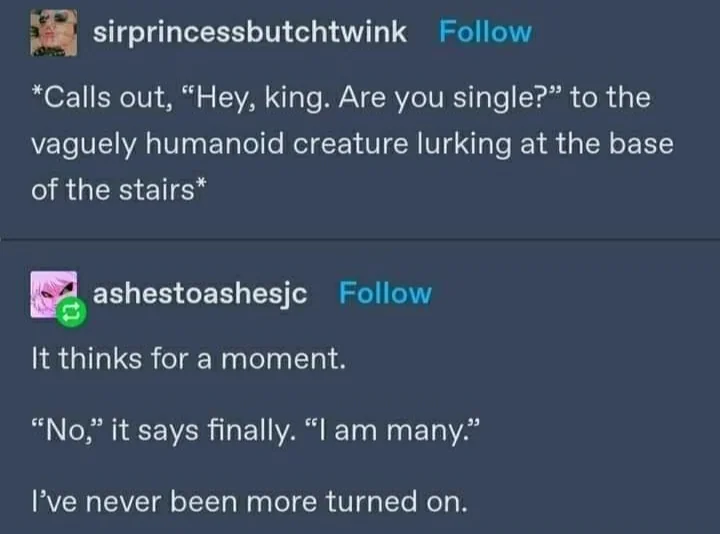 sirprincessbutchtwink Follow
*Calls out, “Hey, king. Are you single?” to the
vaguely humanoid creature lurking at the base
of the stairs*
ashestoashesjc Follow
It thinks for a moment.
“No,” it says finally. “I am many.”
I’ve never been more turned on.